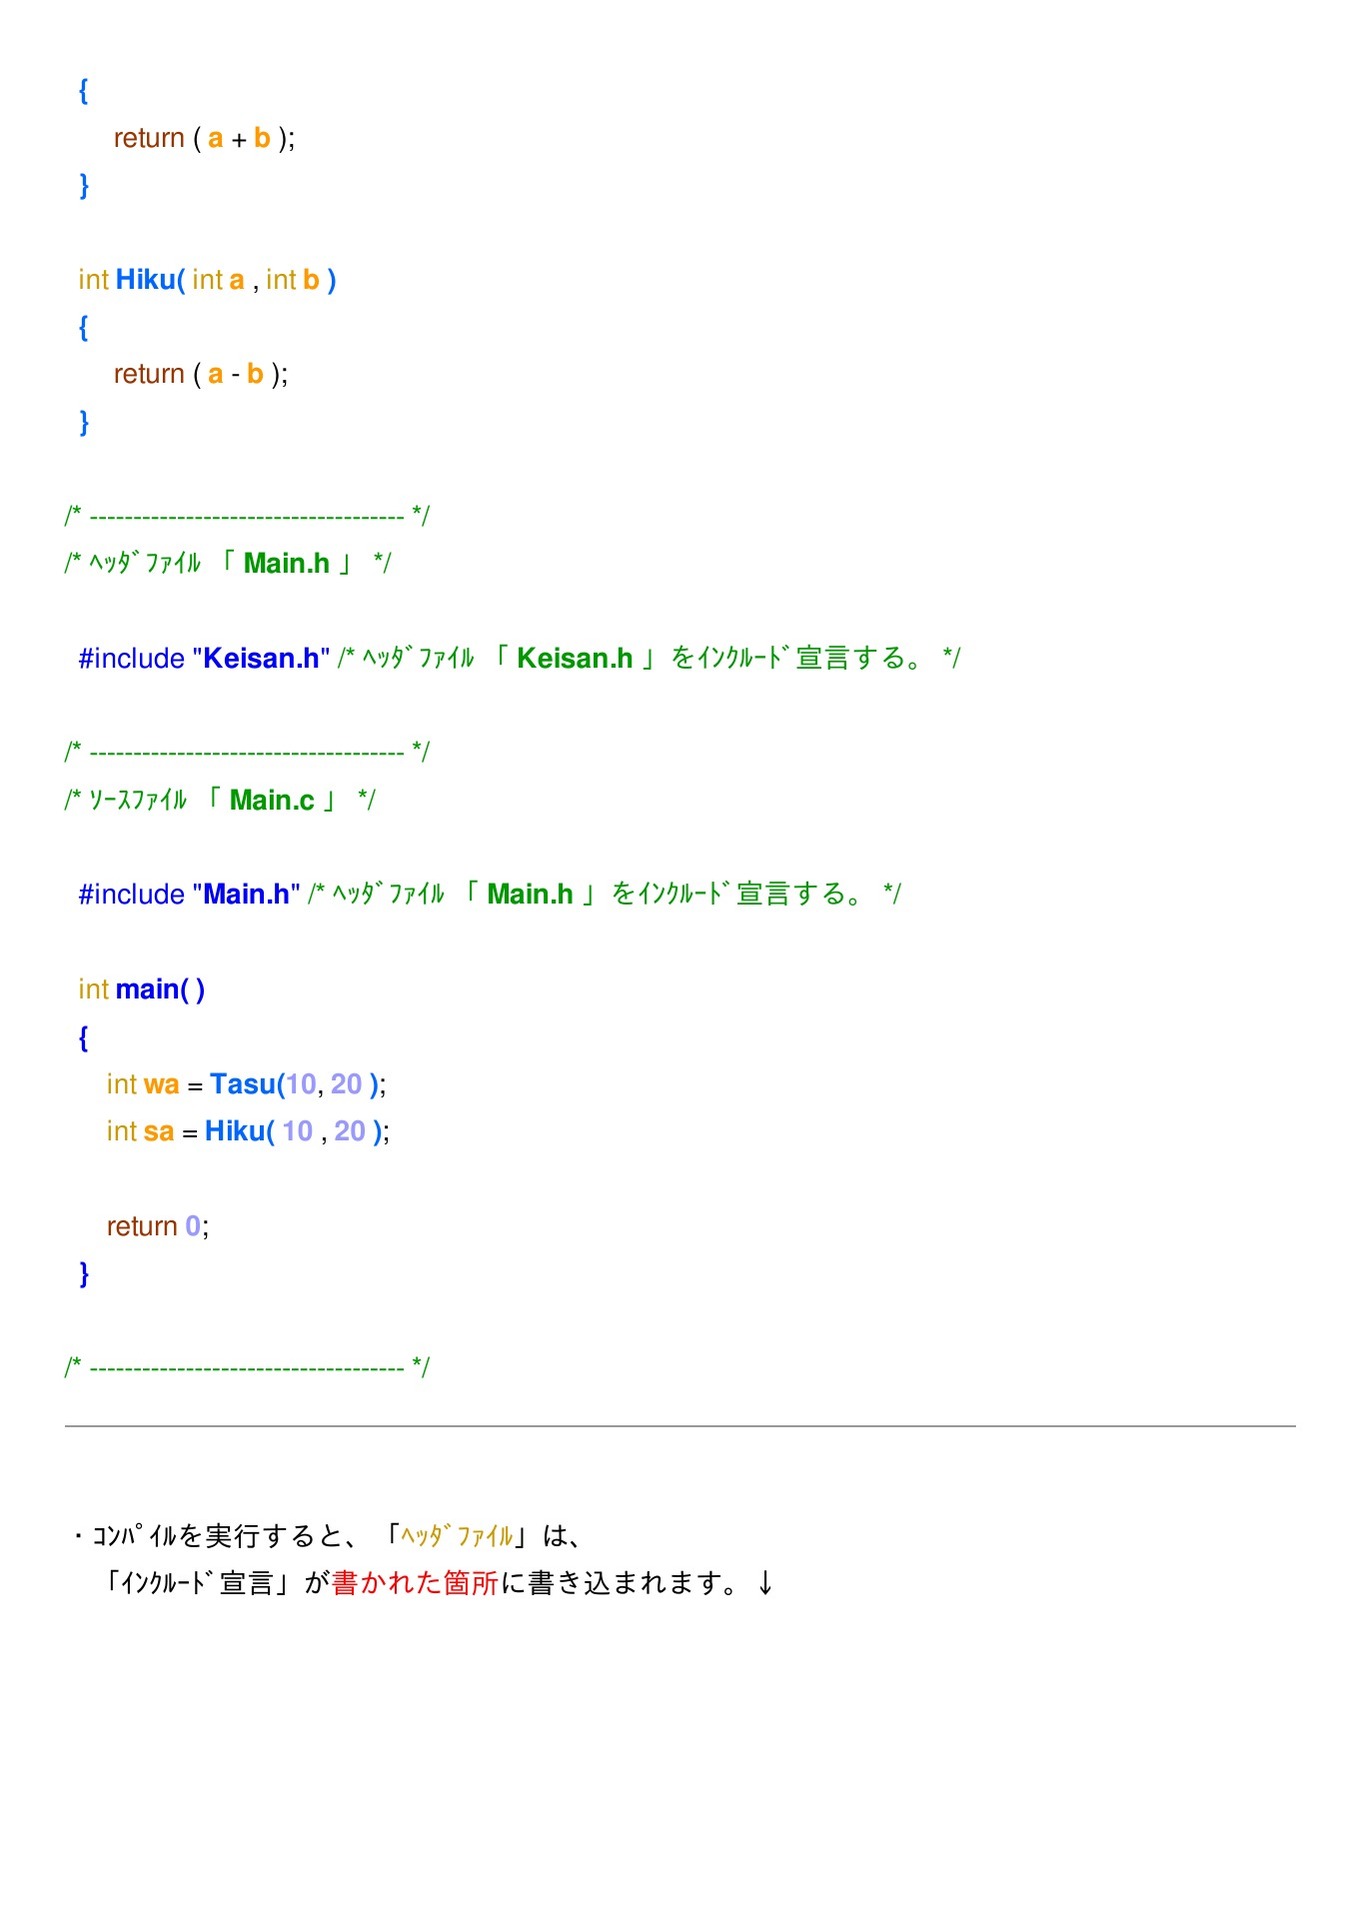 {
return ( a + b );
}
int Hiku( int a , int b )
{
return ( a - b );
}
/* ------------------------------------ */
/* ﾍｯﾀﾞﾌｧｲﾙ 「 Main.h 」 */
#include "Keisan.h" /* ﾍｯﾀﾞﾌｧｲﾙ 「 Keisan.h 」をｲﾝｸﾙｰﾄﾞ宣言する。 */
/* ------------------------------------ */
/* ｿｰｽﾌｧｲﾙ 「 Main.c 」 */
#include "Main.h" /* ﾍｯﾀﾞﾌｧｲﾙ 「 Main.h 」をｲﾝｸﾙｰﾄﾞ宣言する。 */
int main( )
{
int wa = Tasu(10, 20 );
int sa = Hiku( 10 , 20 );
return 0;
}
/* ------------------------------------ */
・ｺﾝﾊﾟｲﾙを実行すると、「ﾍｯﾀﾞﾌｧｲﾙ」は、
「ｲﾝｸﾙｰﾄﾞ宣言」が書かれた箇所に書き込まれます。↓